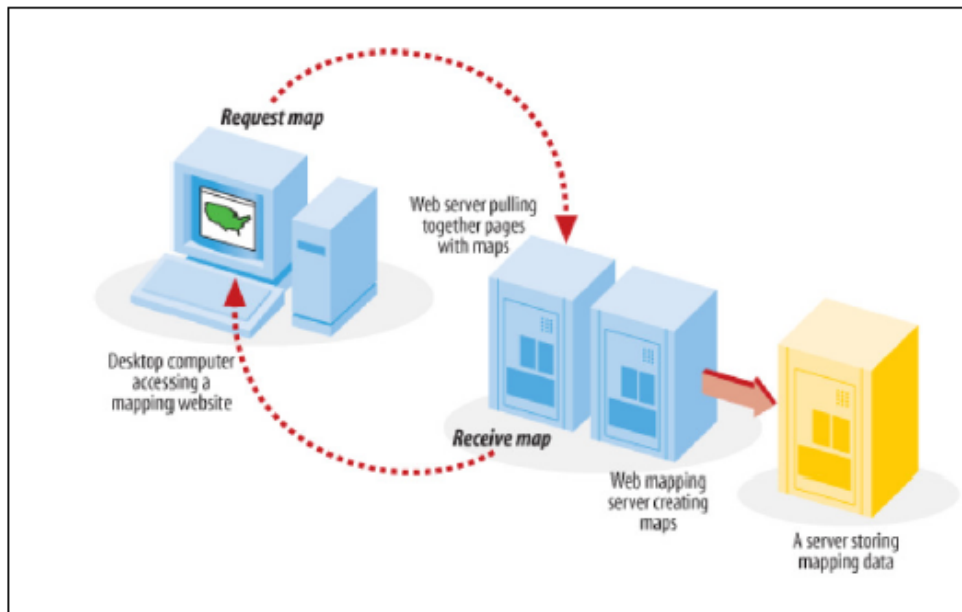 Request map
Web server pulling
together pages
with maps
Desktop computer
accessing a
mapping website
Receive map
Web mapping
server creating
maps
A server storing
mapping data